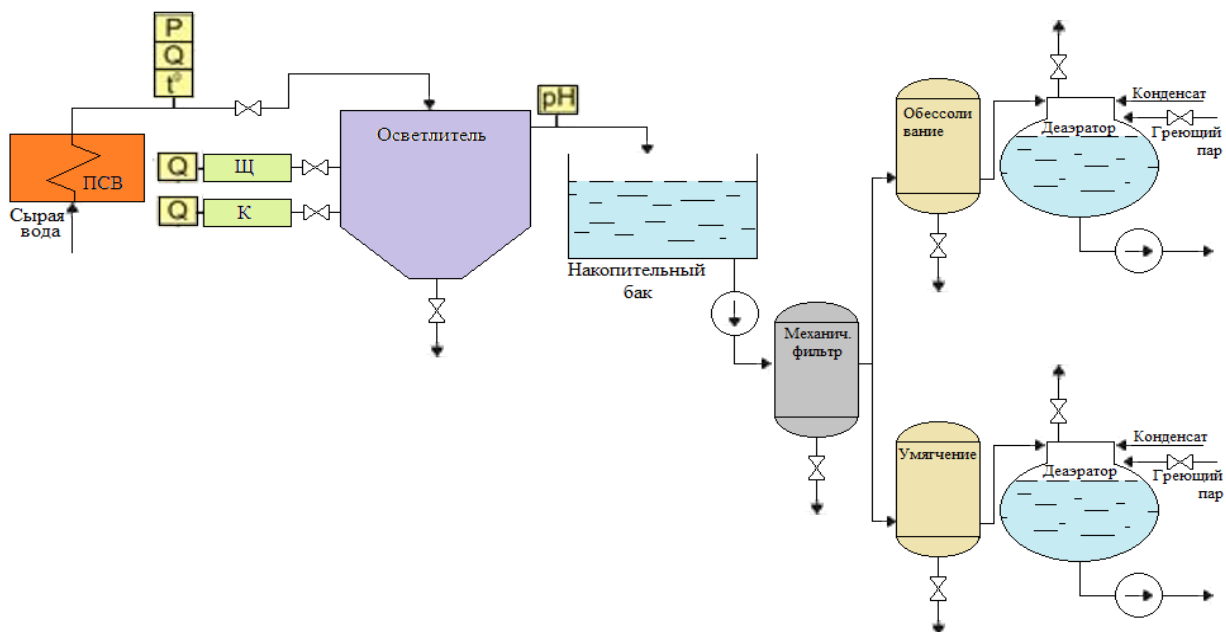 P
Q
t°
ПСВ
Сырая
вода
Q
Щ
Q
К
Осветлитель
pH
Накопительный
бак
Механич.
фильтр
Обессоли
вание
Деаэратор
Конденсат
Греющий
пар
Умягчение
Деаэратор
Конденсат
Греющий
пар